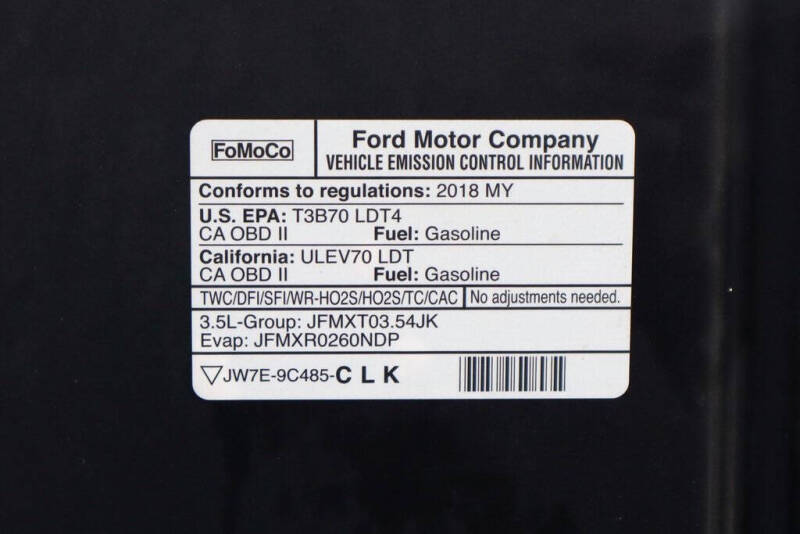 FoMoCo
Ford Motor Company
VEHICLE EMISSION CONTROL INFORMATION
Conforms to regulations: 2018 MY
U.S. EPA: T3B70 LDT4
CA OBD II Fuel: Gasoline
California: ULEV70 LDT
CA OBD II Fuel: Gasoline
TWC/DFI/SFI/WR-HO2S/HO2S/TC/CAC No adjustments needed.
3.5L-Group: JFMXT03.54JK
Evap: JFMXR0260NDP
JW7E-9C485-CLK